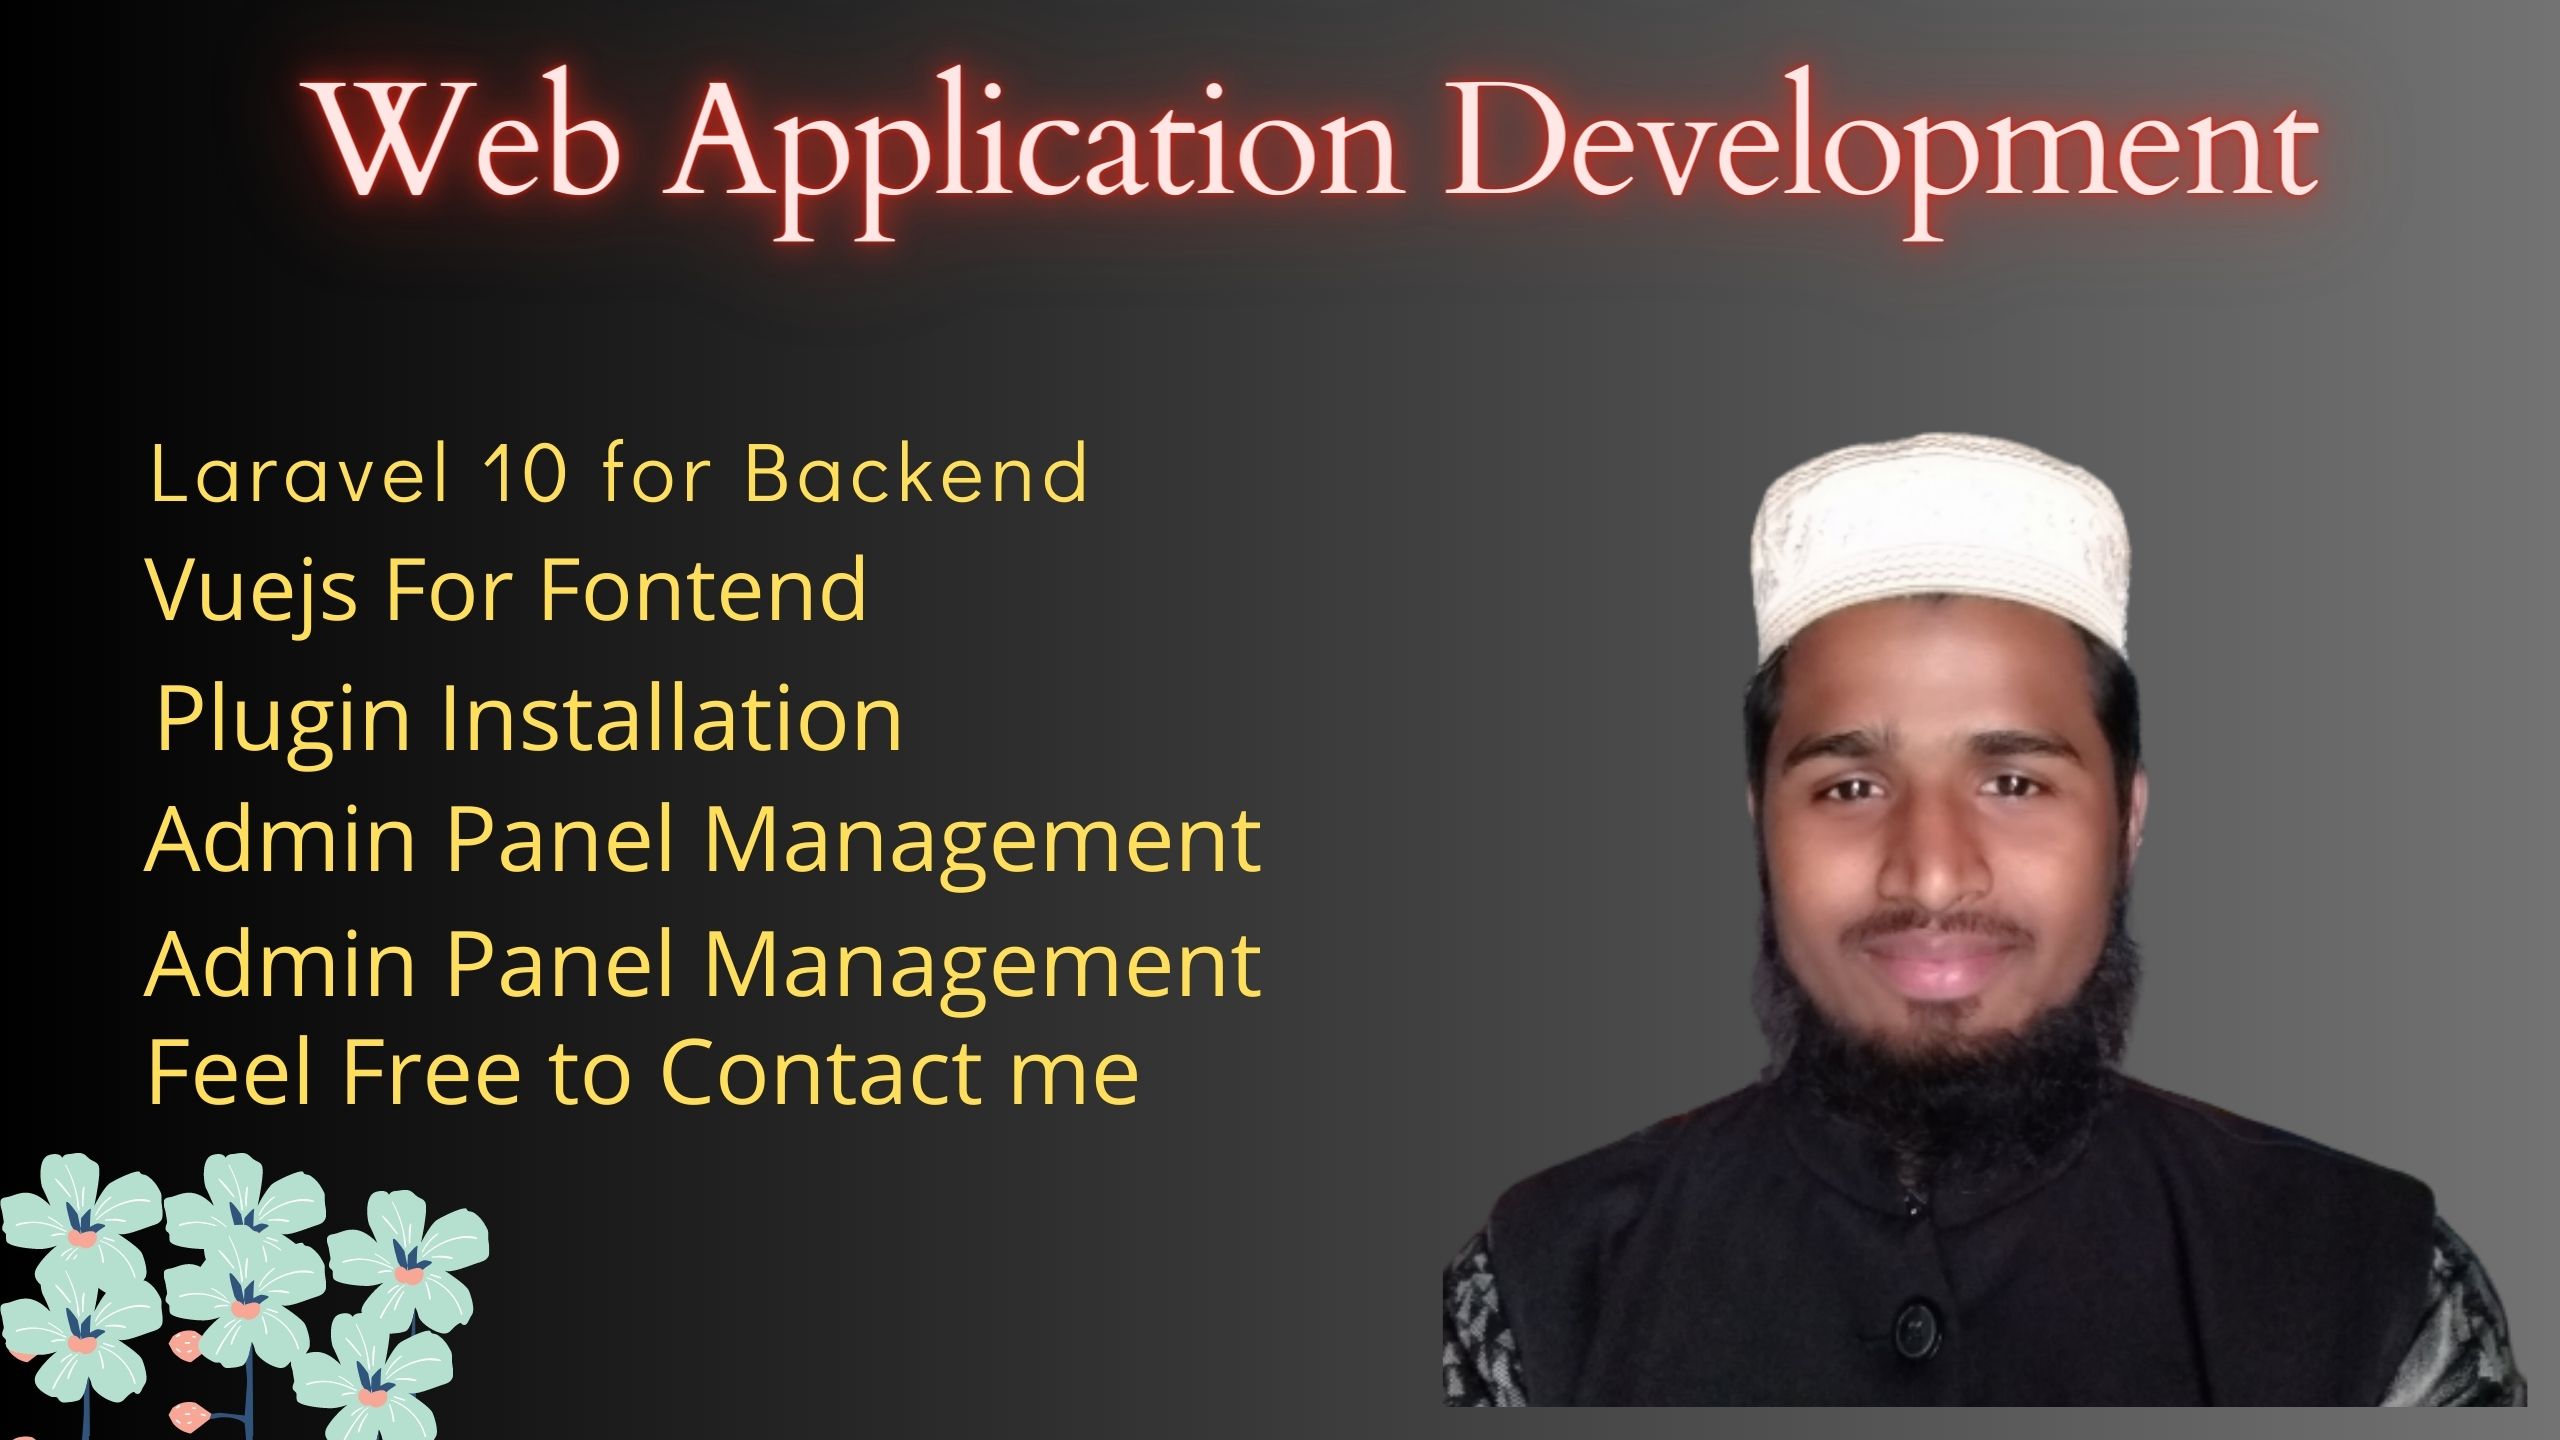 Web Application Development
Laravel 10 for Backend
Vuejs For Fontend
Plugin Installation
Admin Panel Management
Admin Panel Management
Feel Free to Contact me